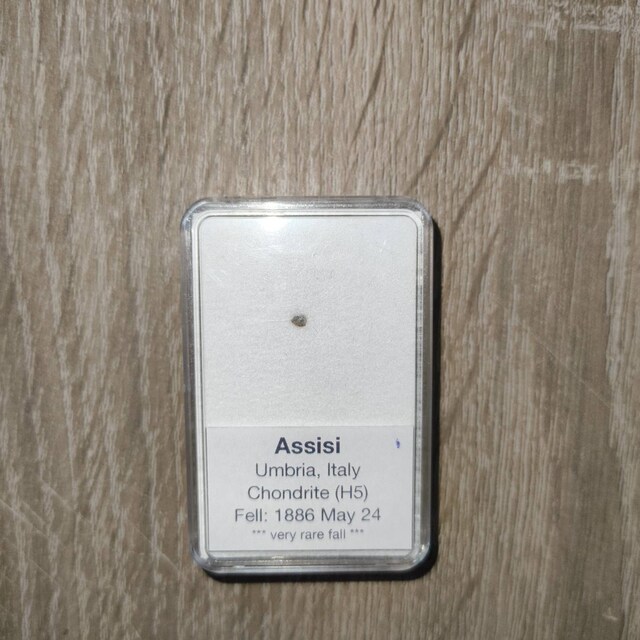 Assisi
Umbria, Italy
Chondrite (H5)
Fell: 1886 May 24
*** very rare fall ***